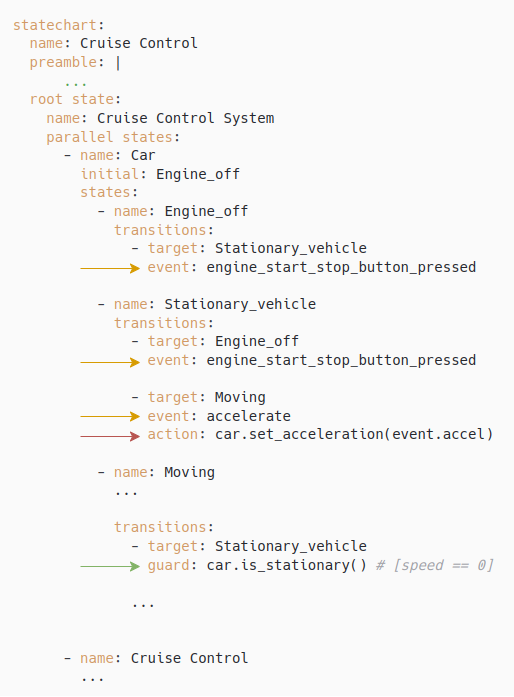 statechart:
name: Cruise Control
preamble: |
...
root state:
name: Cruise Control System
parallel states:
- name: Car
initial: Engine_off
states:
- name: Engine_off
transitions:
- target: Stationary_vehicle
event: engine_start_stop_button_pressed
- name: Stationary_vehicle
transitions:
- target: Engine_off
event: engine_start_stop_button_pressed
- target: Moving
event: accelerate
action: car.set_acceleration(event.accel)
- name: Moving
...
transitions:
- target: Stationary_vehicle
guard: car.is_stationary() # [speed == 0]
...
- name: Cruise Control
...